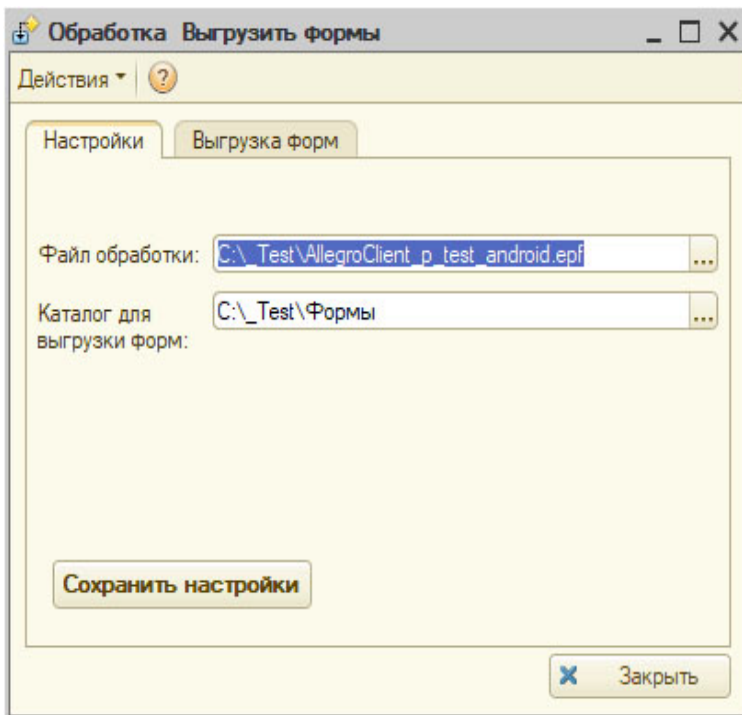 Обработка Выгрузить формы
Действия
Настройки Выгрузка форм
Файл обработки: C:\_Test\AllegroClient_p_test_android.epf ...
Каталог для C:\_Test\Формы ...
выгрузки форм:
Сохранить настройки
Закрыть